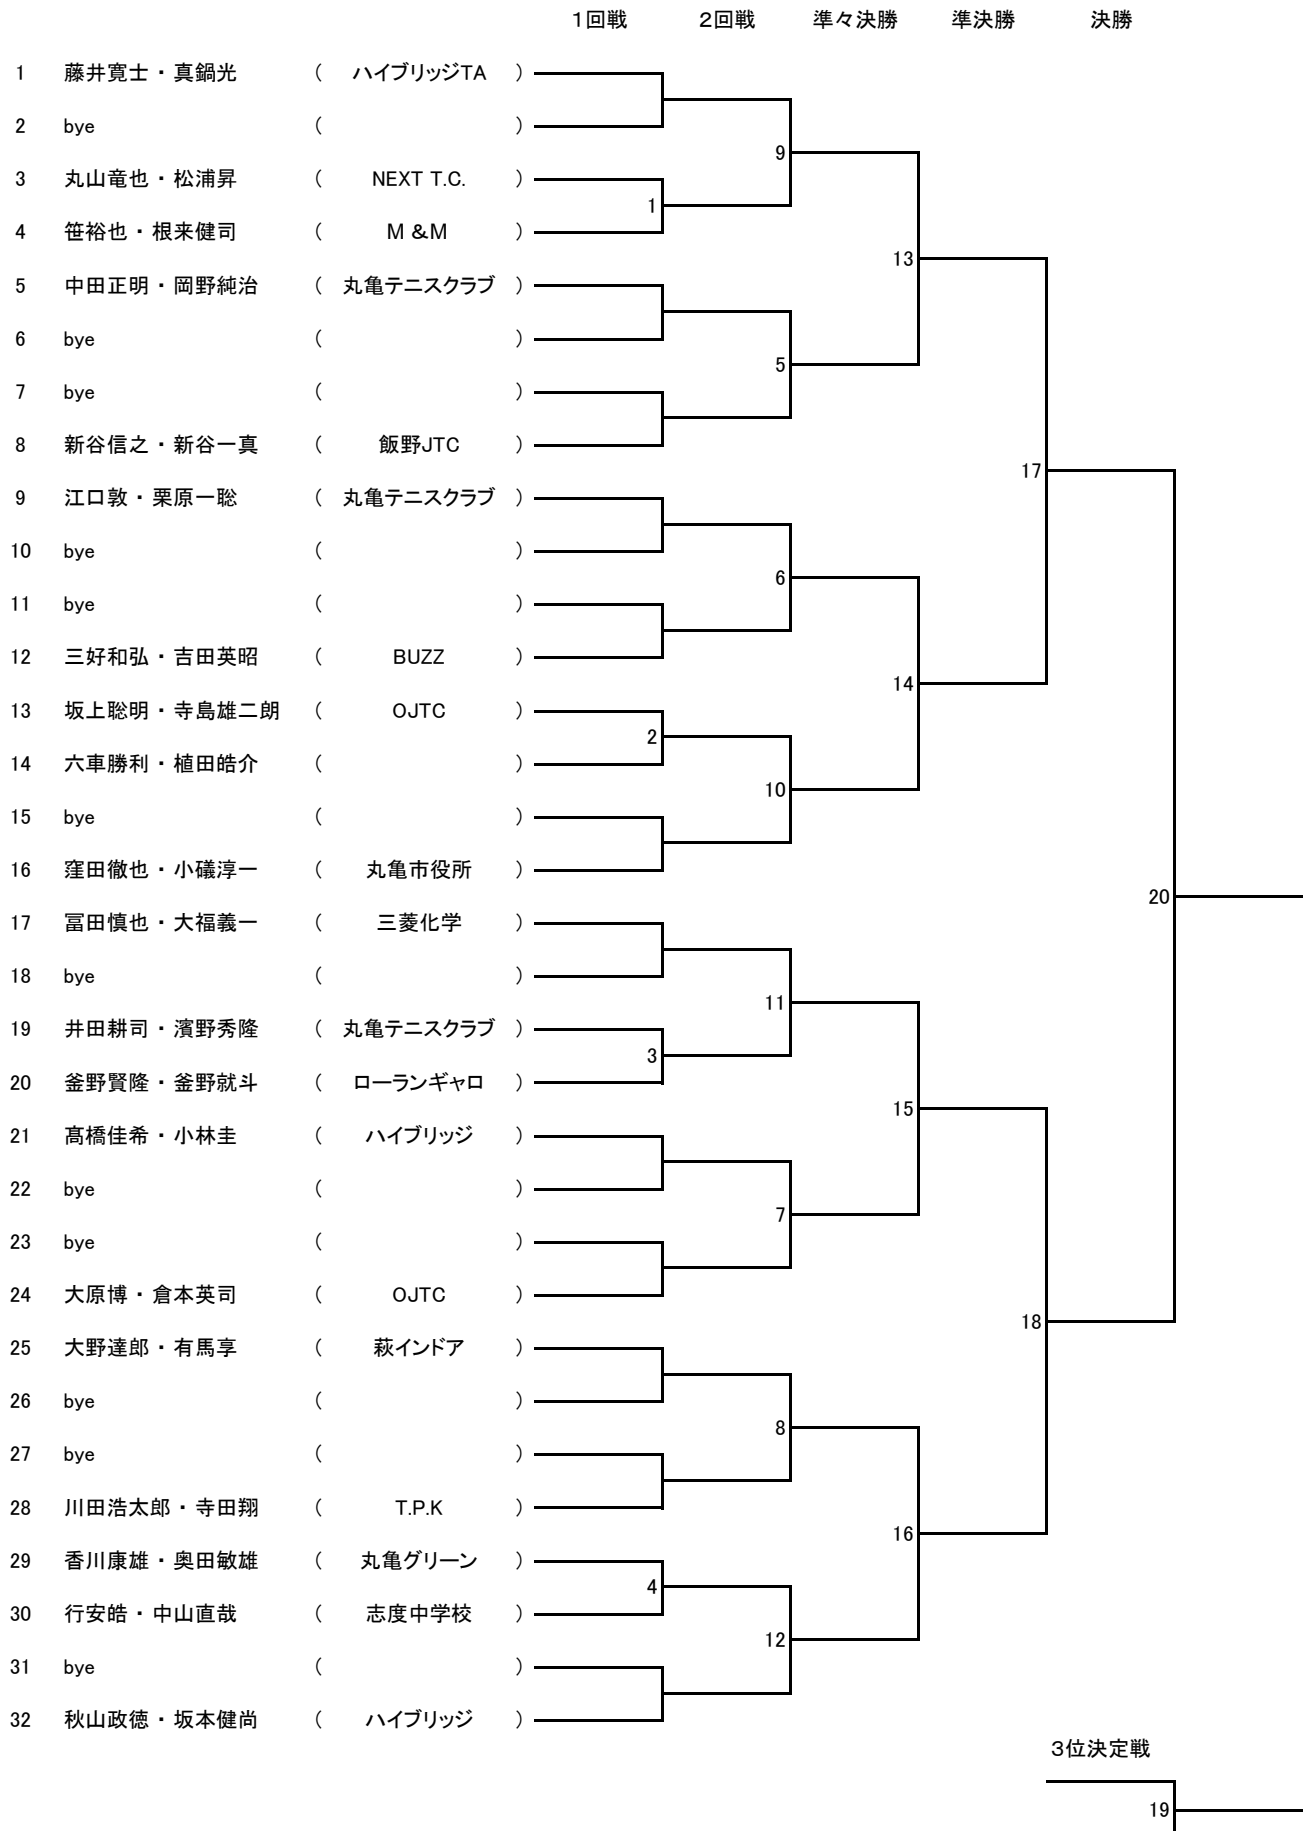 1回戦 2回戦 準々決勝 準決勝 決勝
1 藤井寛士・真鍋光 ( ハイブリッジTA )
2 bye ( )
9
3 丸山竜也・松浦昇 ( NEXT T.C. )
1
4 笹裕也・根来健司 ( M &M )
13
5 中田正明・岡野純治 ( 丸亀テニスクラブ )
6 bye ( )
5
7 bye ( )
8 新谷信之・新谷一真 ( 飯野JTC )
17
9 江口敦・栗原一聡 ( 丸亀テニスクラブ )
10 bye ( )
6
11 bye ( )
12 三好和弘・吉田英昭 ( BUZZ )
14
13 坂上聡明・寺島雄二朗 ( OJTC )
2
14 六車勝利・植田皓介 ( )
10
15 bye ( )
16 窪田徹也・小礒淳一 ( 丸亀市役所 )
20
17 冨田慎也・大福義一 ( 三菱化学 )
18 bye ( )
11
19 井田耕司・濱野秀隆 ( 丸亀テニスクラブ )
3
20 釜野賢隆・釜野就斗 ( ローランギャロ )
15
21 髙橋佳希・小林圭 ( ハイブリッジ )
22 bye ( )
7
23 bye ( )
24 大原博・倉本英司 ( OJTC )
18
25 大野達郎・有馬享 ( 萩インドア )
26 bye ( )
8
27 bye ( )
28 川田浩太郎・寺田翔 ( T.P.K )
16
29 香川康雄・奥田敏雄 ( 丸亀グリーン )
4
30 行安皓・中山直哉 ( 志度中学校 )
12
31 bye ( )
32 秋山政徳・坂本健尚 ( ハイブリッジ )
3位決定戦
19